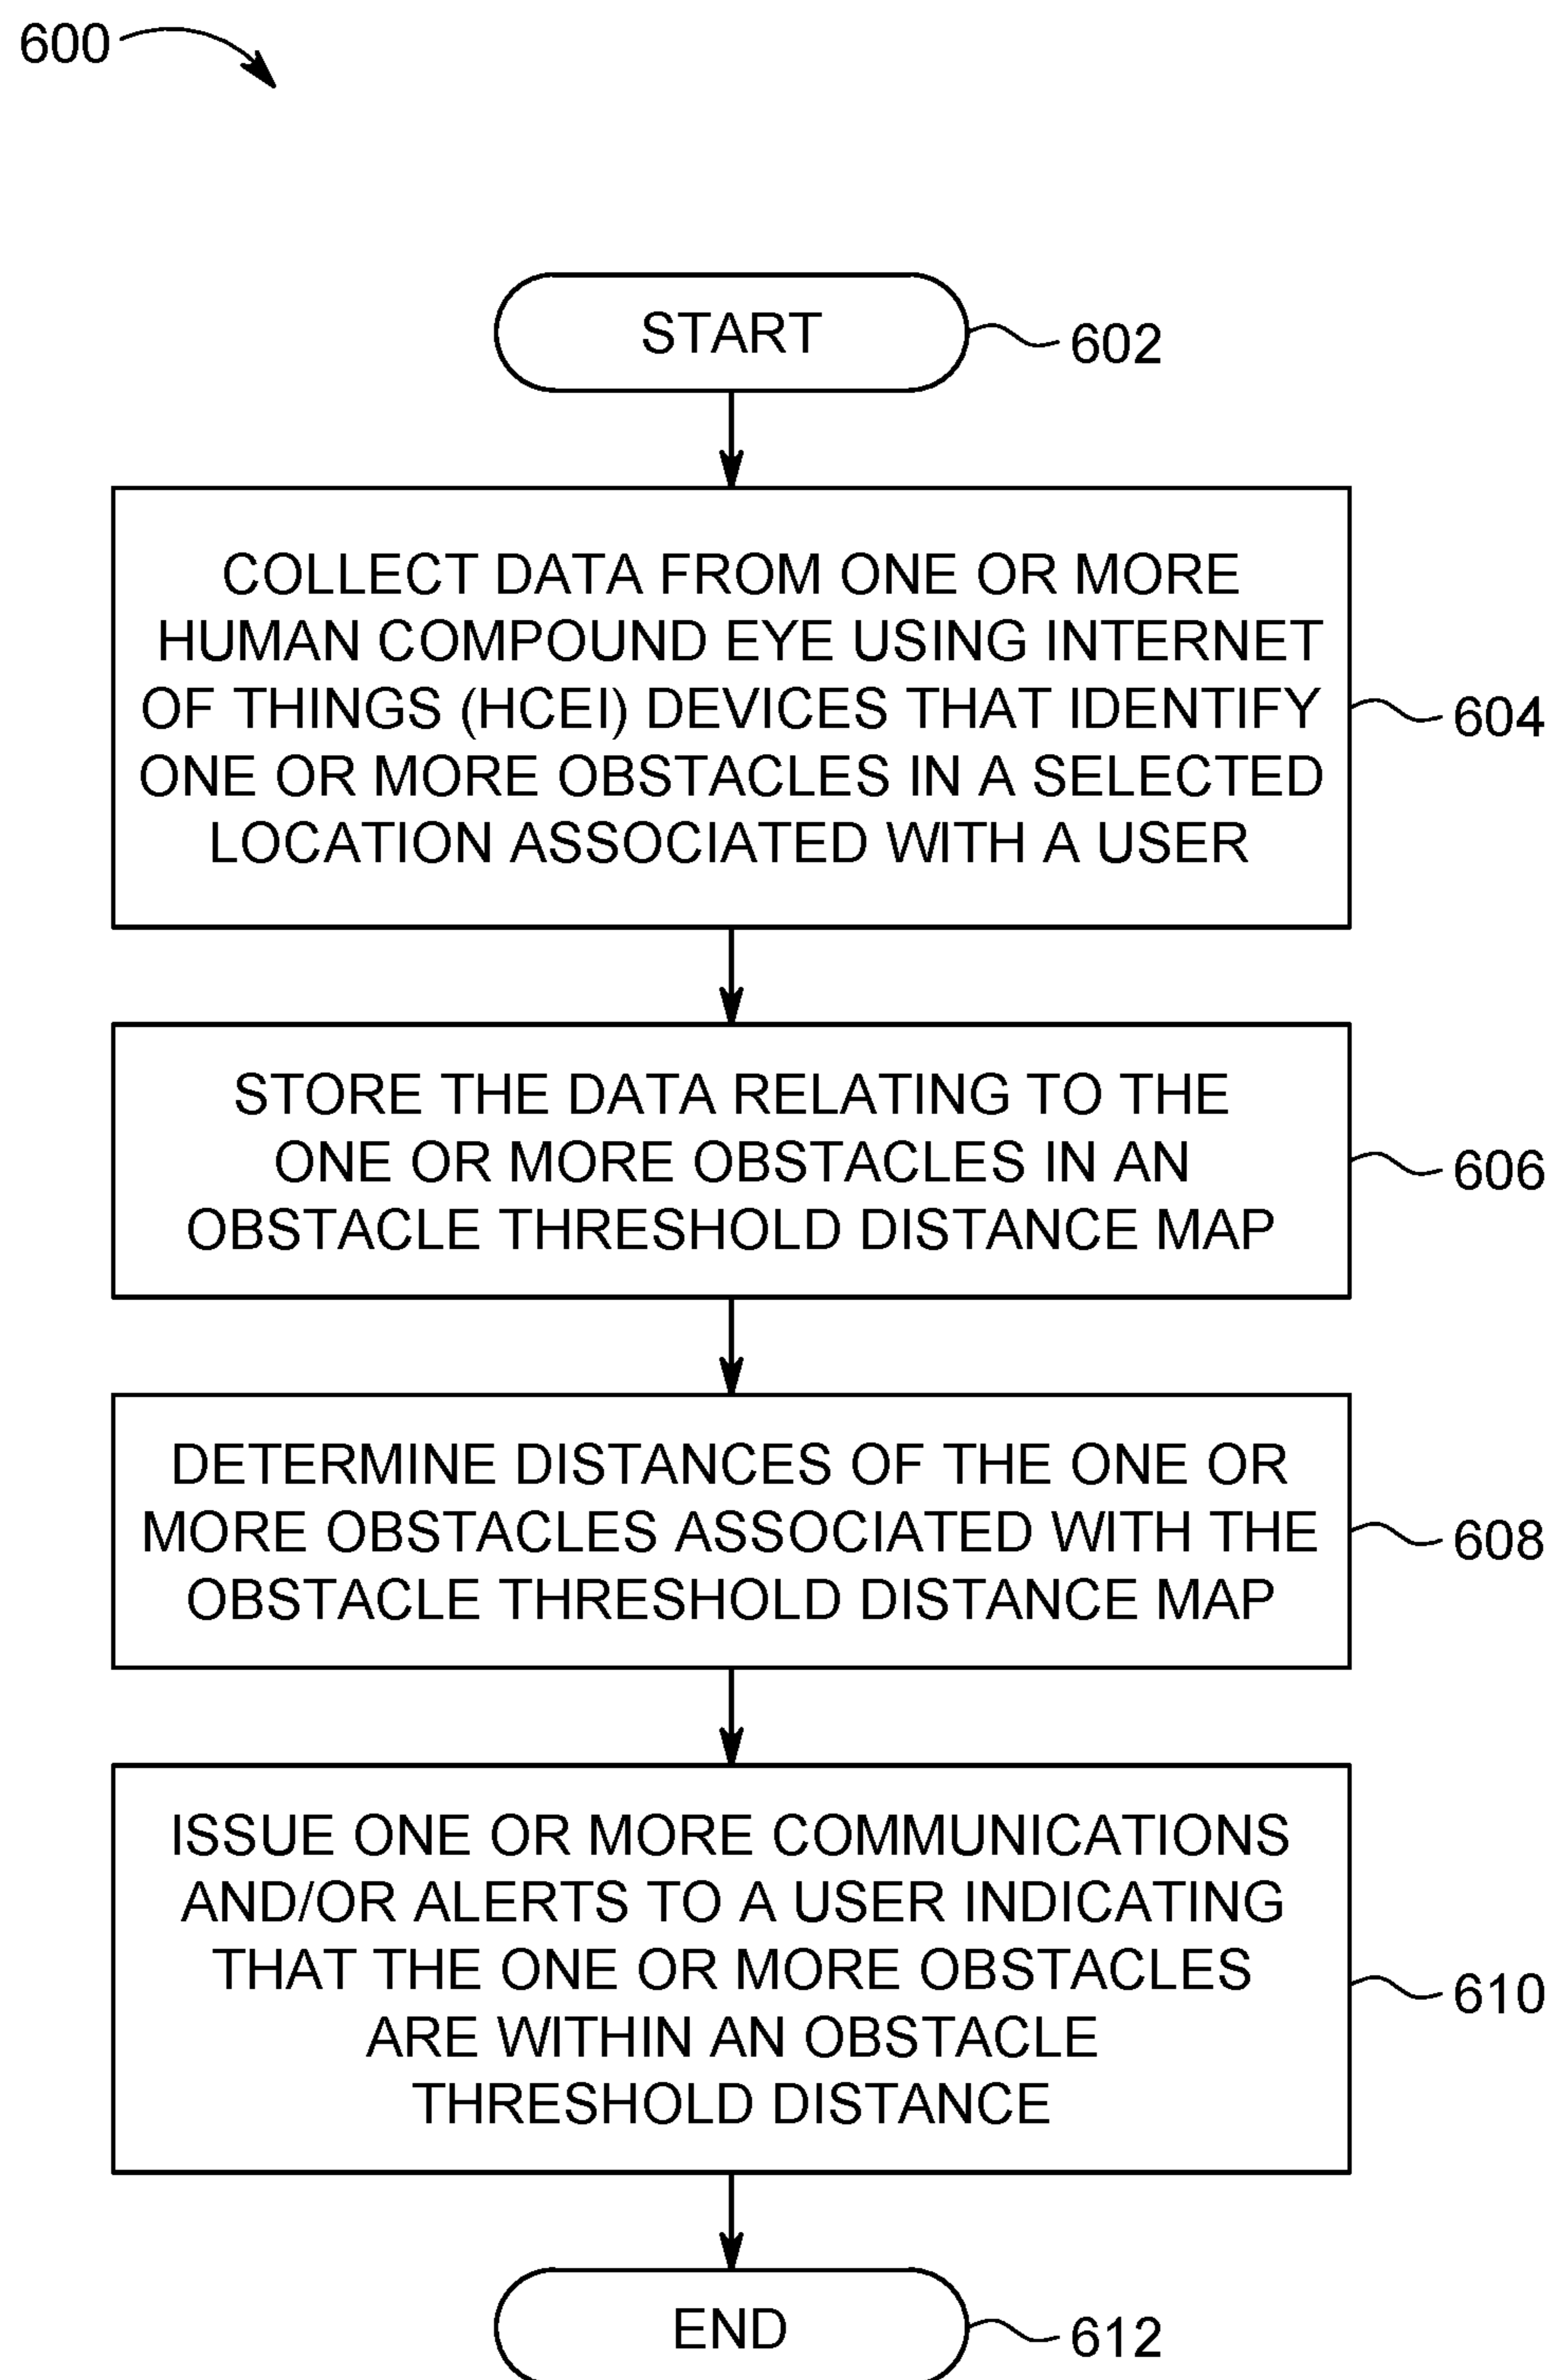 600
START
602
COLLECT DATA FROM ONE OR MORE
HUMAN COMPOUND EYE USING INTERNET
OF THINGS (HCEI) DEVICES THAT IDENTIFY
ONE OR MORE OBSTACLES IN A SELECTED
LOCATION ASSOCIATED WITH A USER
604
STORE THE DATA RELATING TO THE
ONE OR MORE OBSTACLES IN AN
OBSTACLE THRESHOLD DISTANCE MAP
606
DETERMINE DISTANCES OF THE ONE OR
MORE OBSTACLES ASSOCIATED WITH THE
OBSTACLE THRESHOLD DISTANCE MAP
608
ISSUE ONE OR MORE COMMUNICATIONS
AND/OR ALERTS TO A USER INDICATING
THAT THE ONE OR MORE OBSTACLES
ARE WITHIN AN OBSTACLE
THRESHOLD DISTANCE
610
END
612